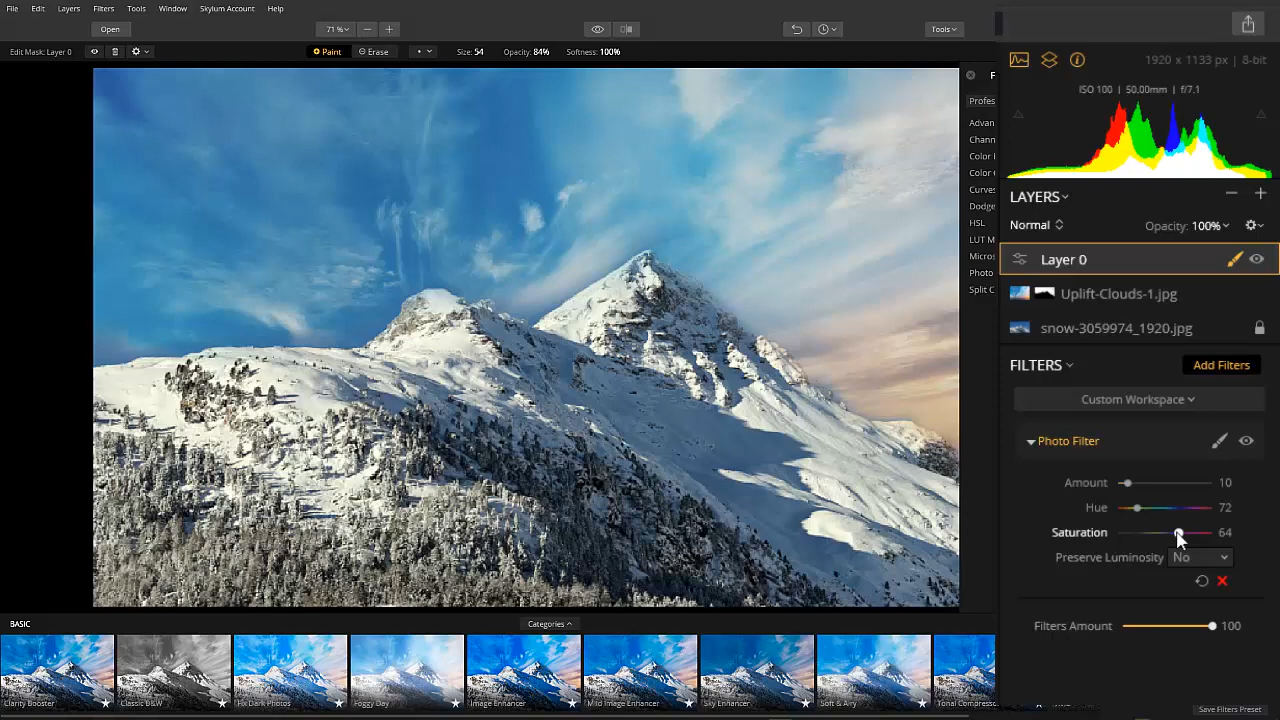 File Edit Layers Filters Tools Window Skylum Account Help
Open 71% Tools
Edit Mask: Layer 0 Paint Erase Size: 54 Opacity: 84% Softness: 100%
1920 x 1133 px | 8-bit
ISO 100 | 50.00mm | f/7.1
F
Profes
Advan
Chann
Color
Color
Curves
Dodge
HSL
LUT M
Micros
Photo
Split C
LAYERS
Normal Opacity: 100%
Layer 0
Uplift-Clouds-1.jpg
snow-3059974_1920.jpg
FILTERS Add Filters
Custom Workspace
Photo Filter
Amount 10
Hue 72
Saturation 64
Preserve Luminosity No
Filters Amount 100
BASIC Categories
Clarity Booster Classic B&W Fix Dark Photos Foggy Day Image Enhancer Mild Image Enhancer Sky Enhancer Soft & Airy Tonal Compress
Save Filters Preset